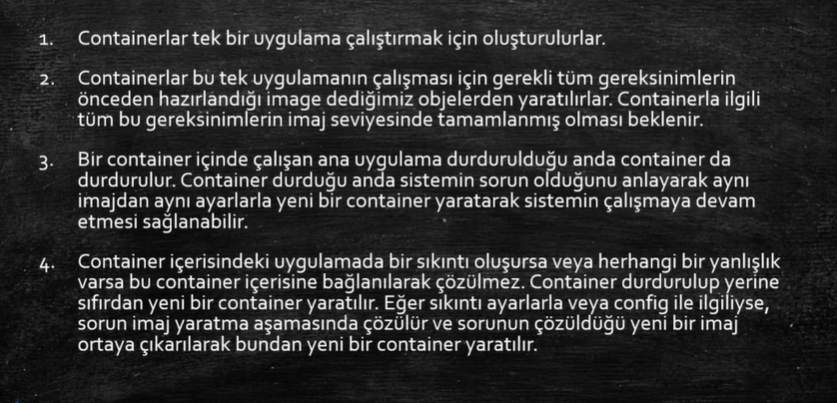 1. Containerlar tek bir uygulama çalıştırmak için oluşturulurlar.
2. Containerlar bu tek uygulamanın çalışması için gerekli tüm gereksinimlerin
önceden hazırlandığı image dediğimiz objelerden yaratılırlar. Containerla ilgili
tüm bu gereksinimlerin imaj seviyesinde tamamlanmış olması beklenir.
3. Bir container içinde çalışan ana uygulama durdurulduğu anda container da
durdurulur. Container durduğu anda sistemin sorun olduğunu anlayarak aynı
imajdan aynı ayarlarla yeni bir container yaratarak sistemin çalışmaya devam
etmesi sağlanabilir.
4. Container içerisindeki uygulamada bir sıkıntı oluşursa veya herhangi bir yanlışlık
varsa bu container içerisine bağlanılarak çözülmez. Container durdurulup yerine
sıfırdan yeni bir container yaratılır. Eğer sıkıntı ayarlarla veya config ile ilgiliyse,
sorun imaj yaratma aşamasında çözülür ve sorunun çözüldüğü yeni bir imaj
ortaya çıkarılarak bundan yeni bir container yaratılır.